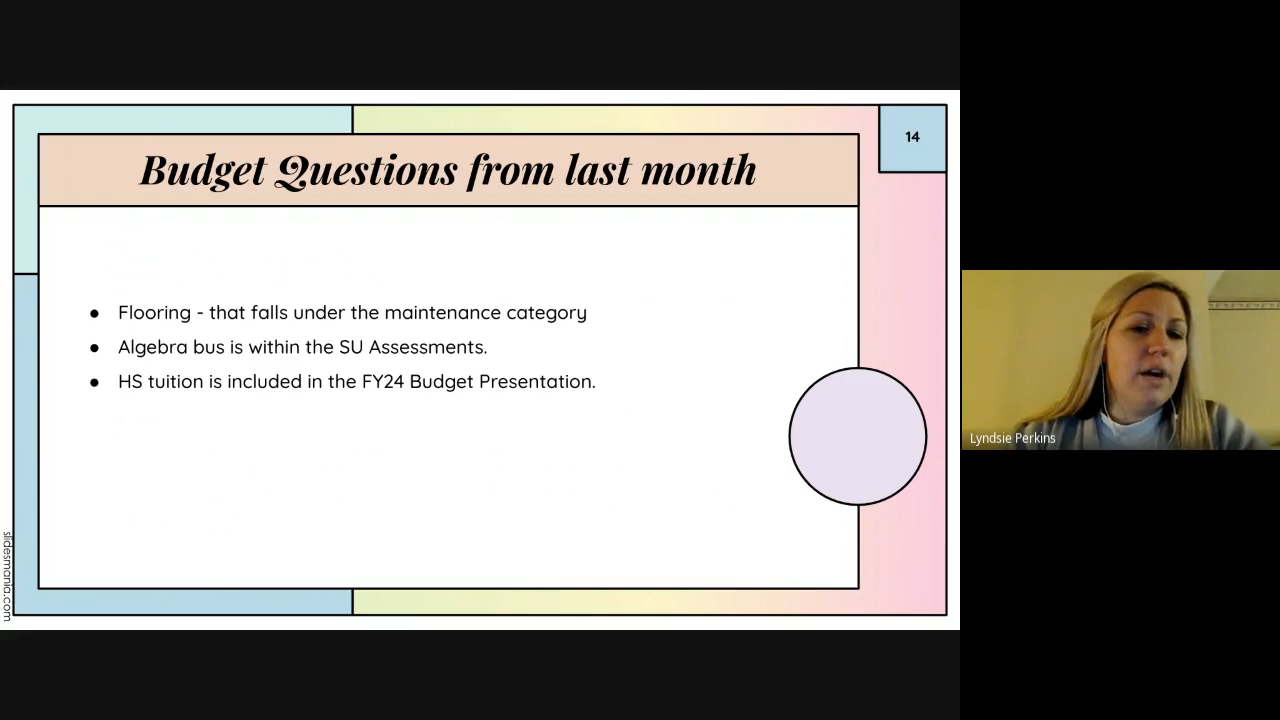 14
Budget Questions from last month
● Flooring - that falls under the maintenance category
● Algebra bus is within the SU Assessments.
● HS tuition is included in the FY24 Budget Presentation.
slidesmania.com
Lyndsie Perkins